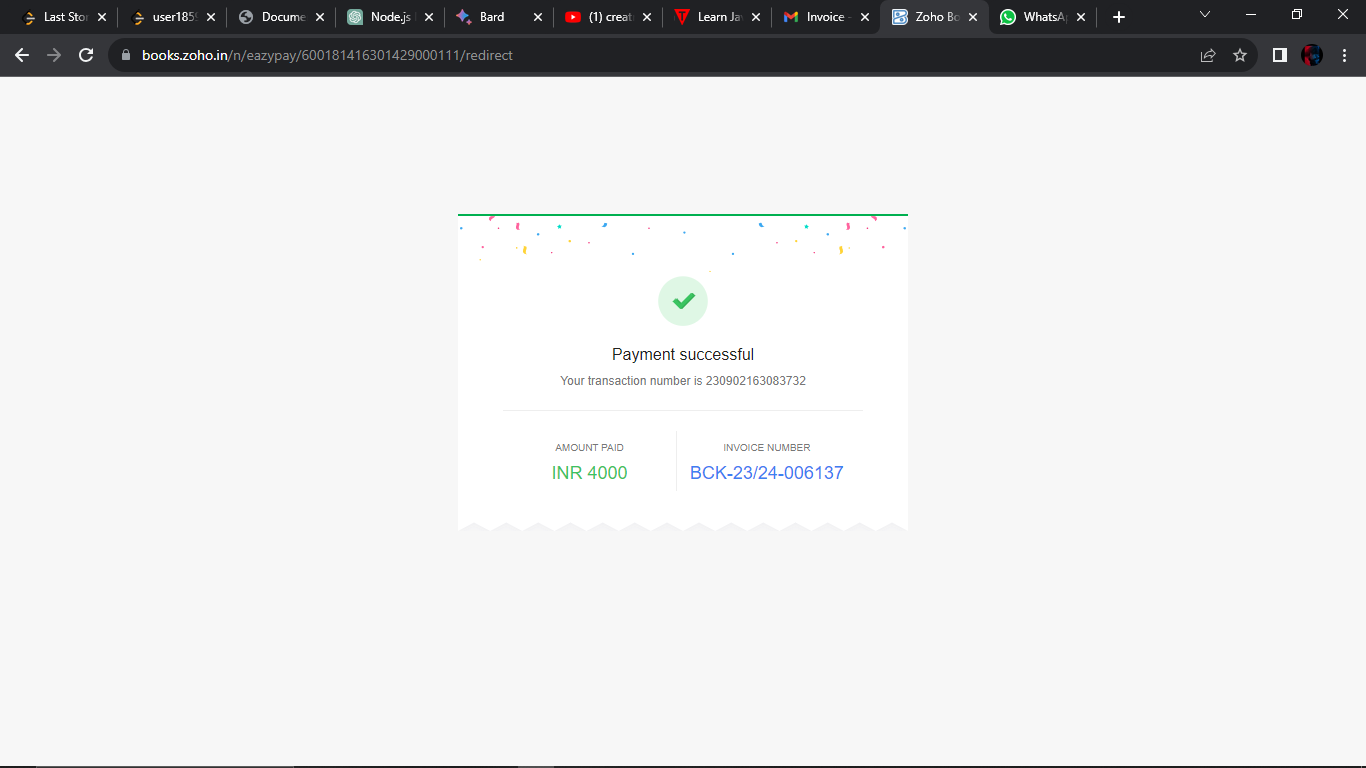 Last Stor
user1859
Docume
Node.js
Bard
(1) creat
Learn Ja
Invoice -
Zoho Bo
WhatsAp
books.zoho.in/n/eazypay/600181416301429000111/redirect
Payment successful
Your transaction number is 230902163083732
AMOUNT PAID
INR 4000
INVOICE NUMBER
BCK-23/24-006137